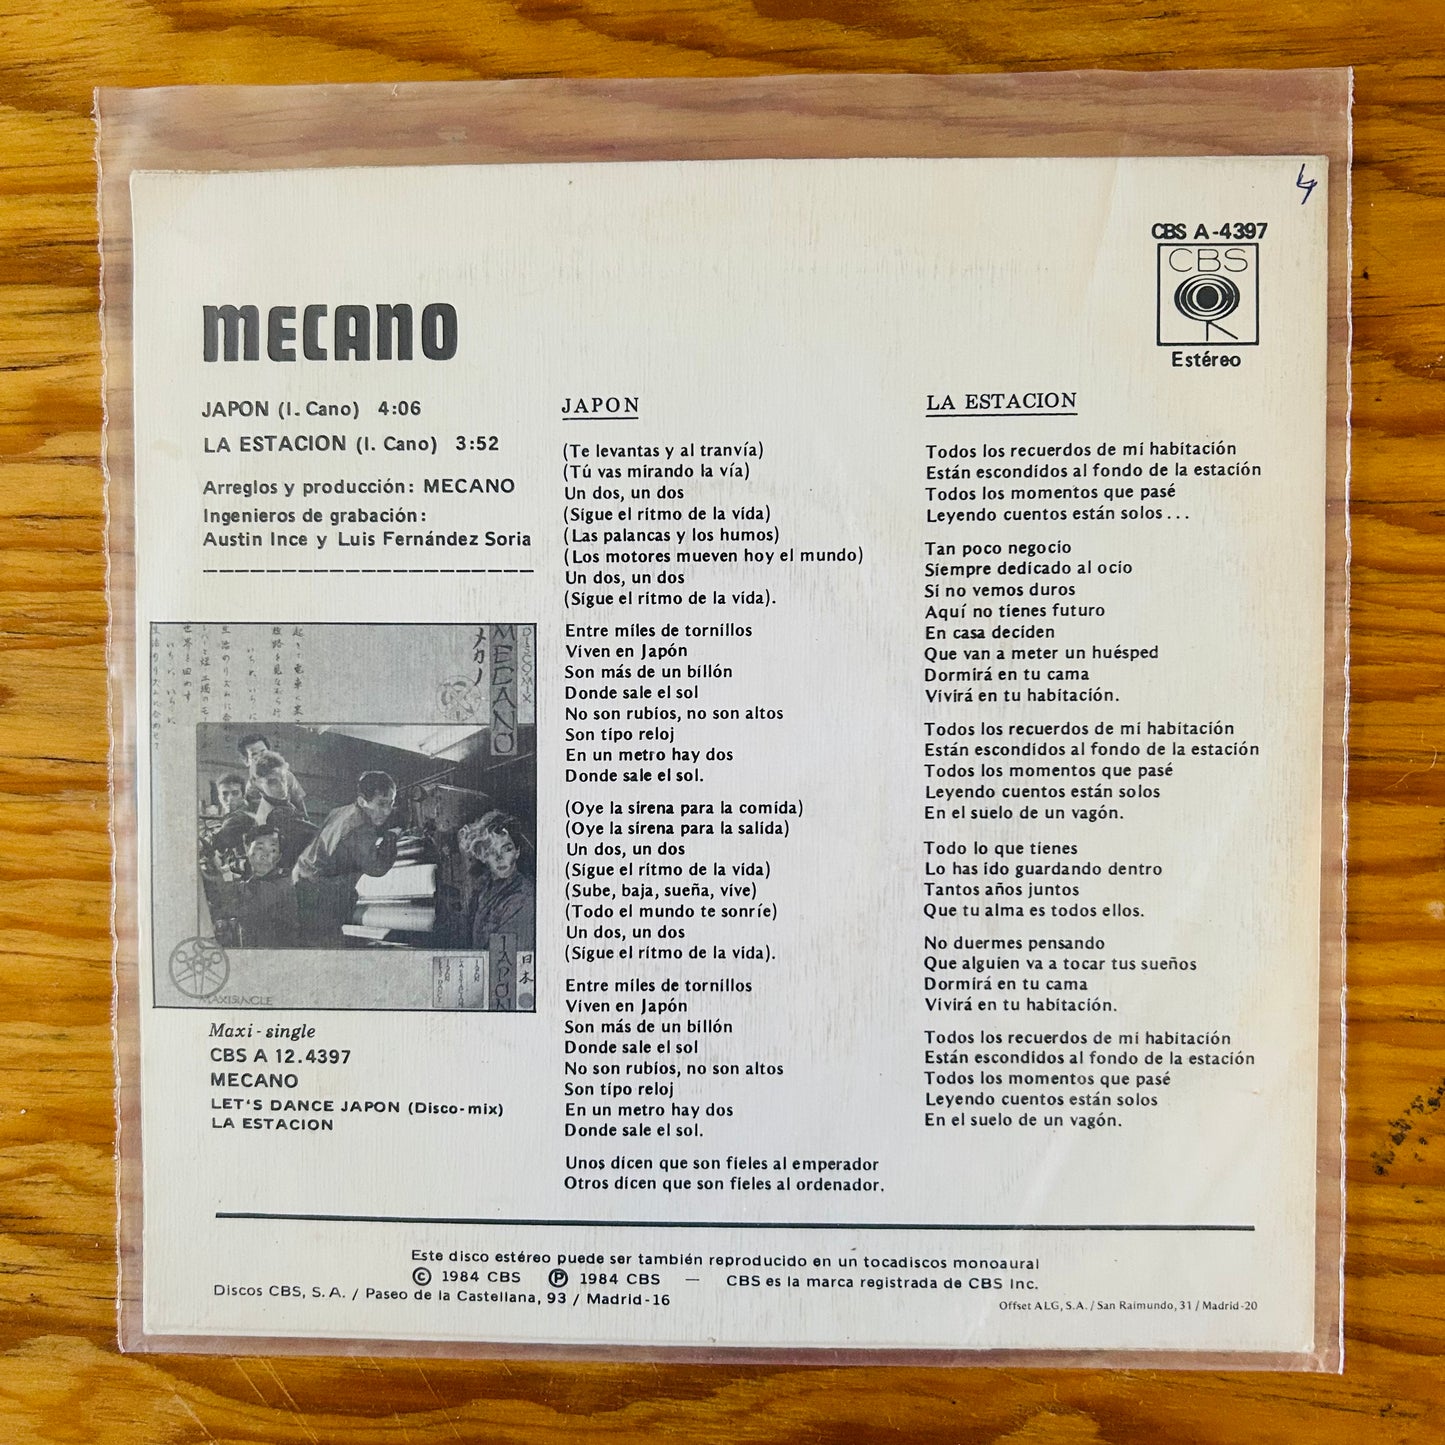 4
CBS A-4397
CBS
Estéreo
MECANO
JAPON (I. Cano) 4:06
LA ESTACION (I. Cano) 3:52
Arreglos y producción: MECANO
Ingenieros de grabación:
Austin Ince y Luis Fernández Soria
メカノ
MECANO
DISCO-MIX
JAPON
日本
MAXISINGLE
Maxi-single
CBS A 12.4397
MECANO
LET'S DANCE JAPON (Disco-mix)
LA ESTACION
JAPON
(Te levantas y al tranvía)
(Tú vas mirando la vía)
Un dos, un dos
(Sigue el ritmo de la vida)
(Las palancas y los humos)
(Los motores mueven hoy el mundo)
Un dos, un dos
(Sigue el ritmo de la vida).
Entre miles de tornillos
Viven en Japón
Son más de un billón
Donde sale el sol
No son rubios, no son altos
Son tipo reloj
En un metro hay dos
Donde sale el sol.
(Oye la sirena para la comida)
(Oye la sirena para la salida)
Un dos, un dos
(Sigue el ritmo de la vida)
(Sube, baja, sueña, vive)
(Todo el mundo te sonríe)
Un dos, un dos
(Sigue el ritmo de la vida).
Entre miles de tornillos
Viven en Japón
Son más de un billón
Donde sale el sol
No son rubios, no son altos
Son tipo reloj
En un metro hay dos
Donde sale el sol.
Unos dicen que son fieles al emperador
Otros dicen que son fieles al ordenador.
LA ESTACION
Todos los recuerdos de mi habitación
Están escondidos al fondo de la estación
Todos los momentos que pasé
Leyendo cuentos están solos...
Tan poco negocio
Siempre dedicado al ocio
Si no vemos duros
Aquí no tienes futuro
En casa deciden
Que van a meter un huésped
Dormirá en tu cama
Vivirá en tu habitación.
Todos los recuerdos de mi habitación
Están escondidos al fondo de la estación
Todos los momentos que pasé
Leyendo cuentos están solos
En el suelo de un vagón.
Todo lo que tienes
Lo has ido guardando dentro
Tantos años juntos
Que tu alma es todos ellos.
No duermes pensando
Que alguien va a tocar tus sueños
Dormirá en tu cama
Vivirá en tu habitación.
Todos los recuerdos de mi habitación
Están escondidos al fondo de la estación
Todos los momentos que pasé
Leyendo cuentos están solos
En el suelo de un vagón.
Este disco estéreo puede ser también reproducido en un tocadiscos monoaural
© 1984 CBS ℗ 1984 CBS — CBS es la marca registrada de CBS Inc.
Discos CBS, S.A. / Paseo de la Castellana, 93 / Madrid-16
Offset ALG, S.A. / San Raimundo, 31 / Madrid-20